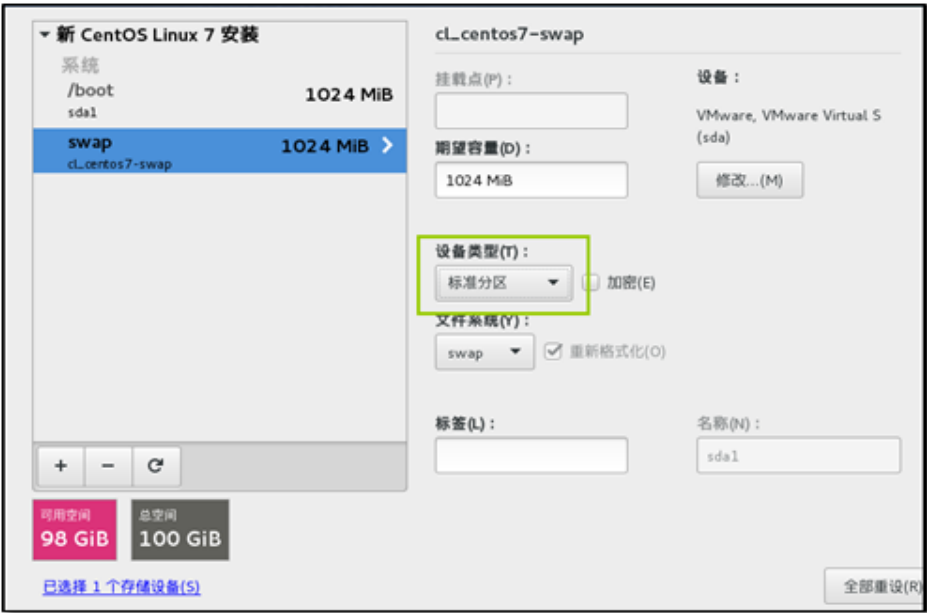 新 CentOS Linux 7 安装
系统
/boot
1024 MiB
sda1
swap
1024 MiB
cl_centos7-swap
+ - 
可用空间
98 GiB
总空间
100 GiB
已选择 1 个存储设备(S)
cl_centos7-swap
挂载点(P)：
设备：
VMware, VMware Virtual S
(sda)
期望容量(D)：
1024 MiB
修改...(M)
设备类型(T)：
标准分区
加密(E)
文件系统(Y)：
swap
重新格式化(O)
标签(L)：
名称(N)：
sda1
全部重设(R)